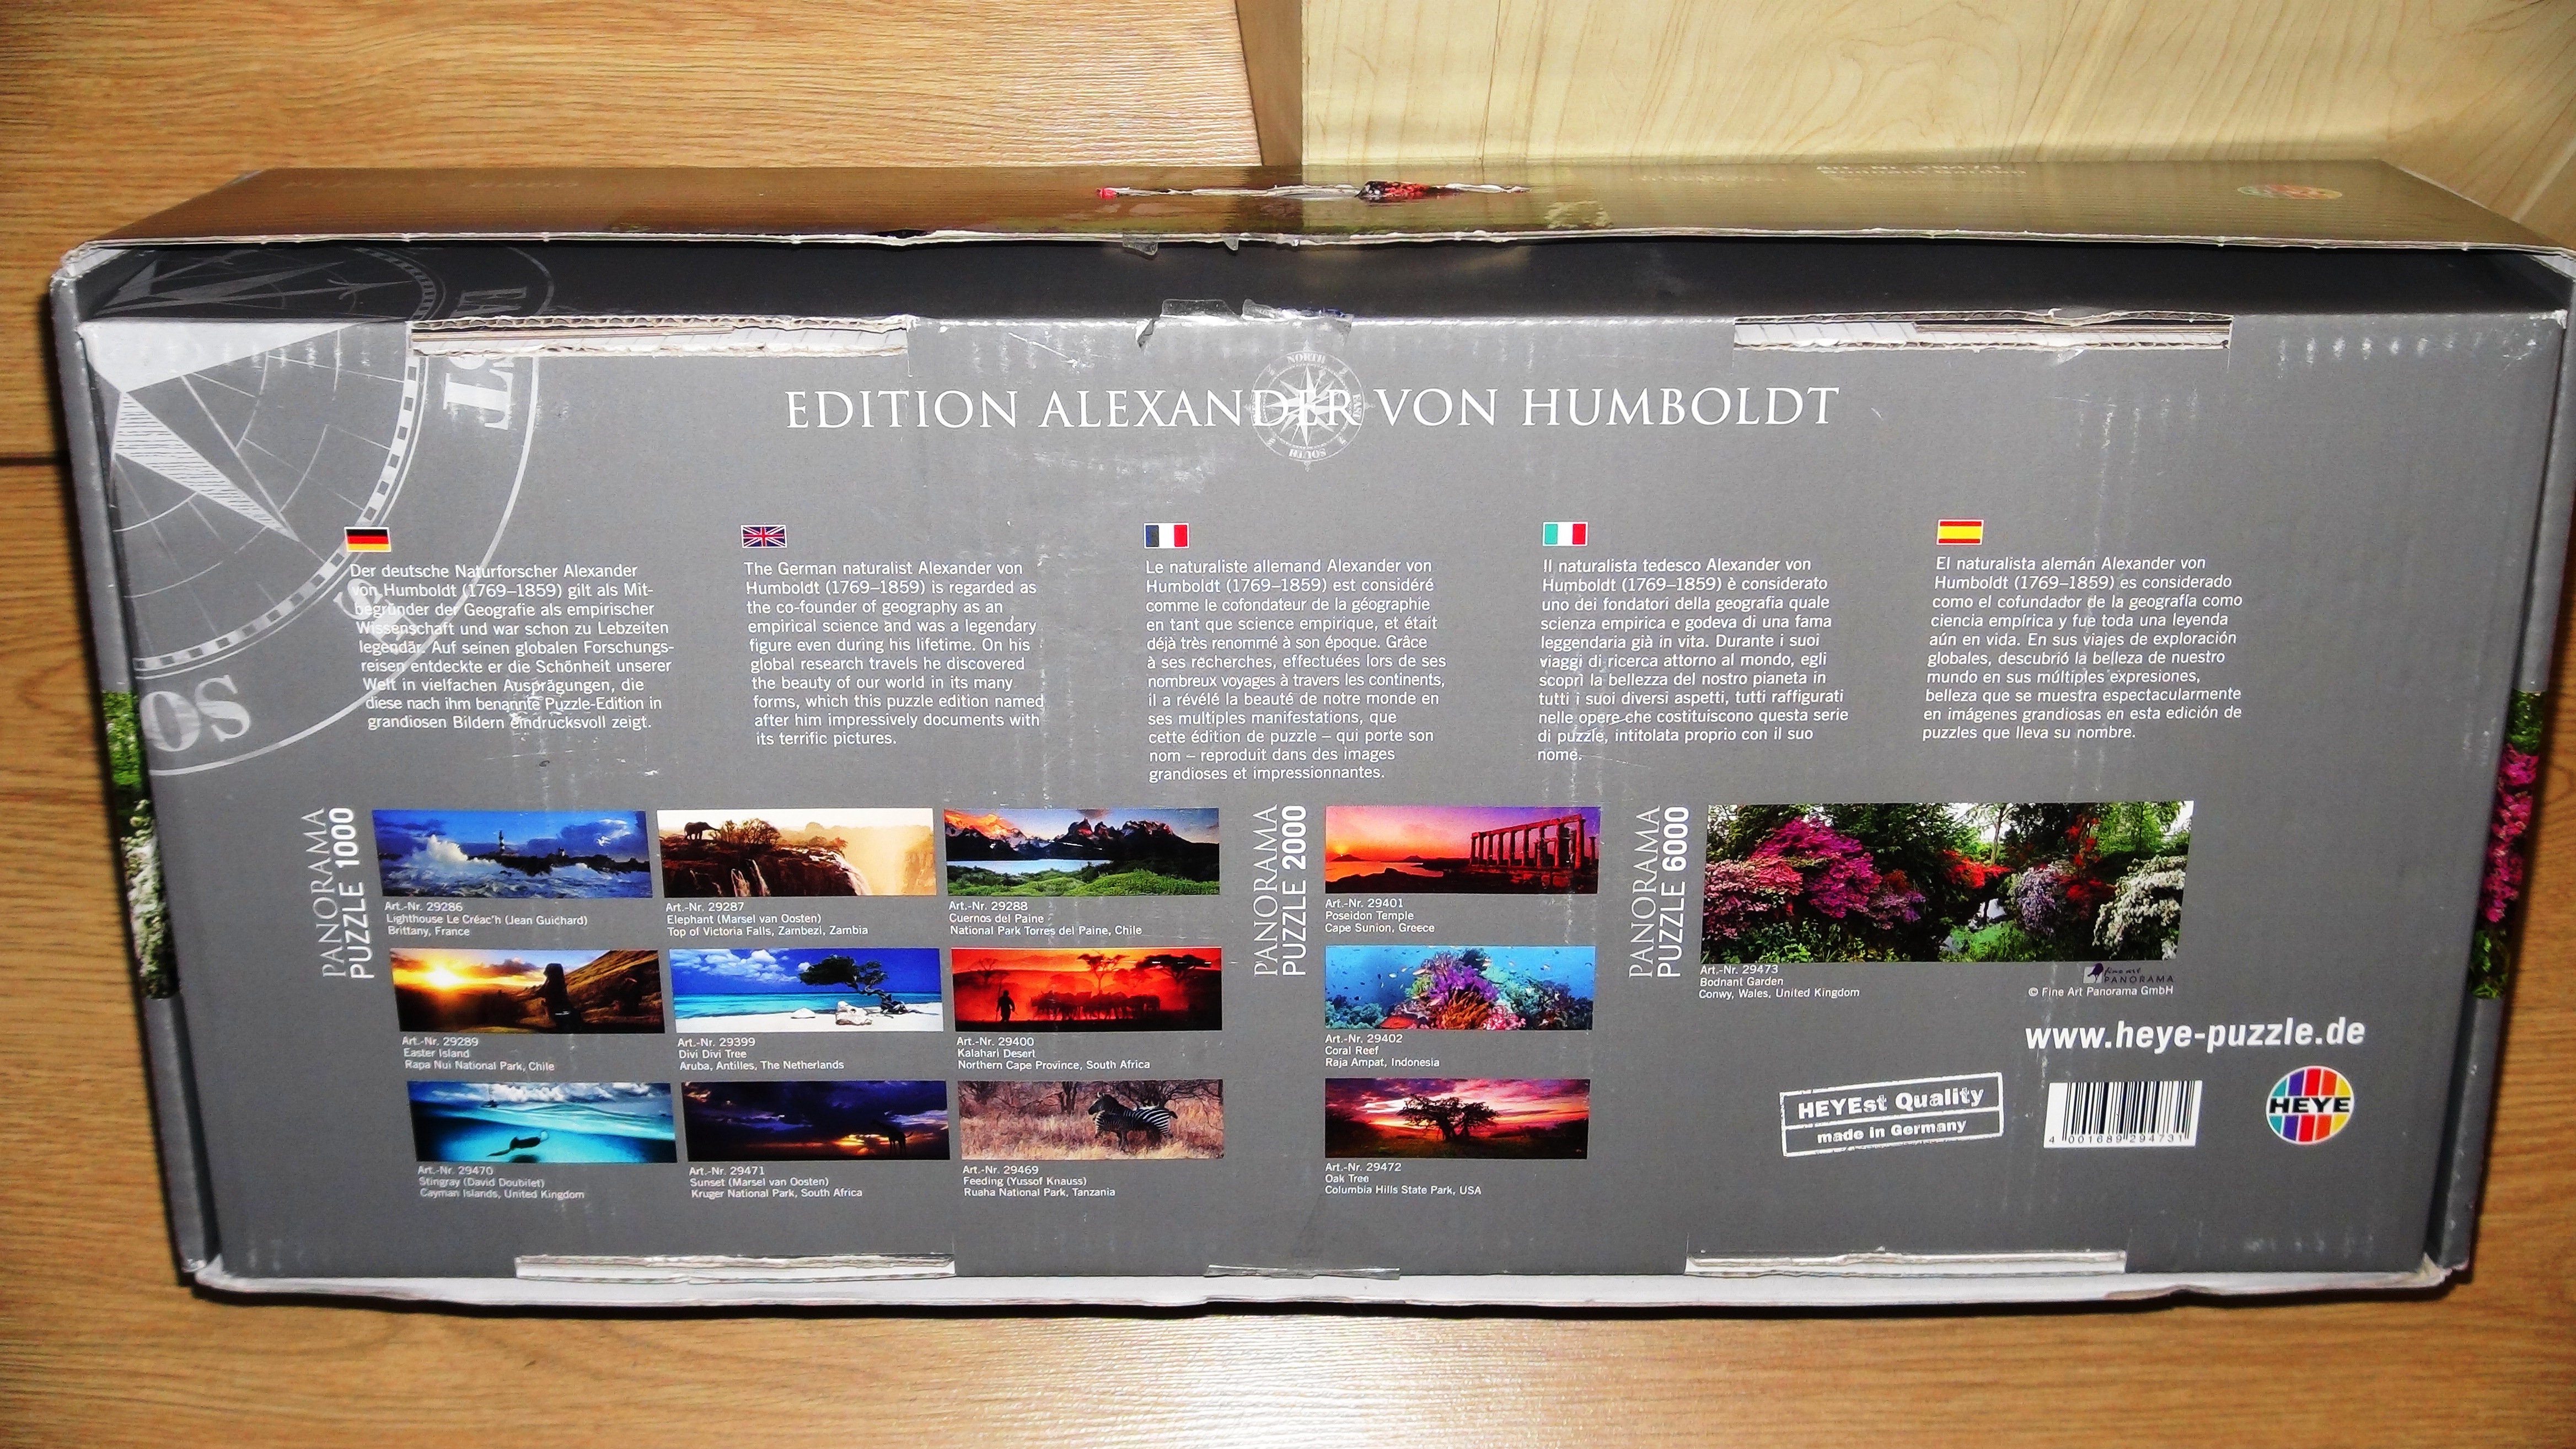 EDITION ALEXANDER VON HUMBOLDT
NORTH
EAST
SOUTH
ST
SO
Der deutsche Naturforscher Alexander
von Humboldt (1769–1859) gilt als Mit-
begründer der Geografie als empirischer
Wissenschaft und war schon zu Lebzeiten
legendär. Auf seinen globalen Forschungs-
reisen entdeckte er die Schönheit unserer
Welt in vielfachen Ausprägungen, die
diese nach ihm benannte Puzzle-Edition in
grandiosen Bildern eindrucksvoll zeigt.
The German naturalist Alexander von
Humboldt (1769–1859) is regarded as
the co-founder of geography as an
empirical science and was a legendary
figure even during his lifetime. On his
global research travels he discovered
the beauty of our world in its many
forms, which this puzzle edition named
after him impressively documents with
its terrific pictures.
Le naturaliste allemand Alexander von
Humboldt (1769–1859) est considéré
comme le cofondateur de la géographie
en tant que science empirique, et était
déjà très renommé à son époque. Grâce
à ses recherches, effectuées lors de ses
nombreux voyages à travers les continents,
il a révélé la beauté de notre monde en
ses multiples manifestations, que
cette édition de puzzle – qui porte son
nom – reproduit dans des images
grandioses et impressionnantes.
Il naturalista tedesco Alexander von
Humboldt (1769–1859) è considerato
uno dei fondatori della geografia quale
scienza empirica e godeva di una fama
leggendaria già in vita. Durante i suoi
viaggi di ricerca attorno al mondo, egli
scoprì la bellezza del nostro pianeta in
tutti i suoi diversi aspetti, tutti raffigurati
nelle opere che costituiscono questa serie
di puzzle, intitolata proprio con il suo
nome.
El naturalista alemán Alexander von
Humboldt (1769–1859) es considerado
como el cofundador de la geografía como
ciencia empírica y fue toda una leyenda
aún en vida. En sus viajes de exploración
globales, descubrió la belleza de nuestro
mundo en sus múltiples expresiones,
belleza que se muestra espectacularmente
en imágenes grandiosas en esta edición de
puzzles que lleva su nombre.
PANORAMA
PUZZLE 1000
Art.-Nr. 29286
Lighthouse Le Créac'h (Jean Guichard)
Brittany, France
Art.-Nr. 29287
Elephant (Marsel van Oosten)
Top of Victoria Falls, Zambezi, Zambia
Art.-Nr. 29288
Cuernos del Paine
National Park Torres del Paine, Chile
Art.-Nr. 29289
Easter Island
Rapa Nui National Park, Chile
Art.-Nr. 29399
Divi Divi Tree
Aruba, Antilles, The Netherlands
Art.-Nr. 29400
Kalahari Desert
Northern Cape Province, South Africa
Art.-Nr. 29470
Stingray (David Doubilet)
Cayman Islands, United Kingdom
Art.-Nr. 29471
Sunset (Marsel van Oosten)
Kruger National Park, South Africa
Art.-Nr. 29469
Feeding (Yussof Knauss)
Ruaha National Park, Tanzania
PANORAMA
PUZZLE 2000
Art.-Nr. 29401
Poseidon Temple
Cape Sunion, Greece
Art.-Nr. 29402
Coral Reef
Raja Ampat, Indonesia
Art.-Nr. 29472
Oak Tree
Columbia Hills State Park, USA
PANORAMA
PUZZLE 6000
Art.-Nr. 29473
Bodnant Garden
Conwy, Wales, United Kingdom
fine art
PANORAMA
© Fine Art Panorama GmbH
www.heye-puzzle.de
HEYEst Quality
made in Germany
4 001689 294731
HEYE